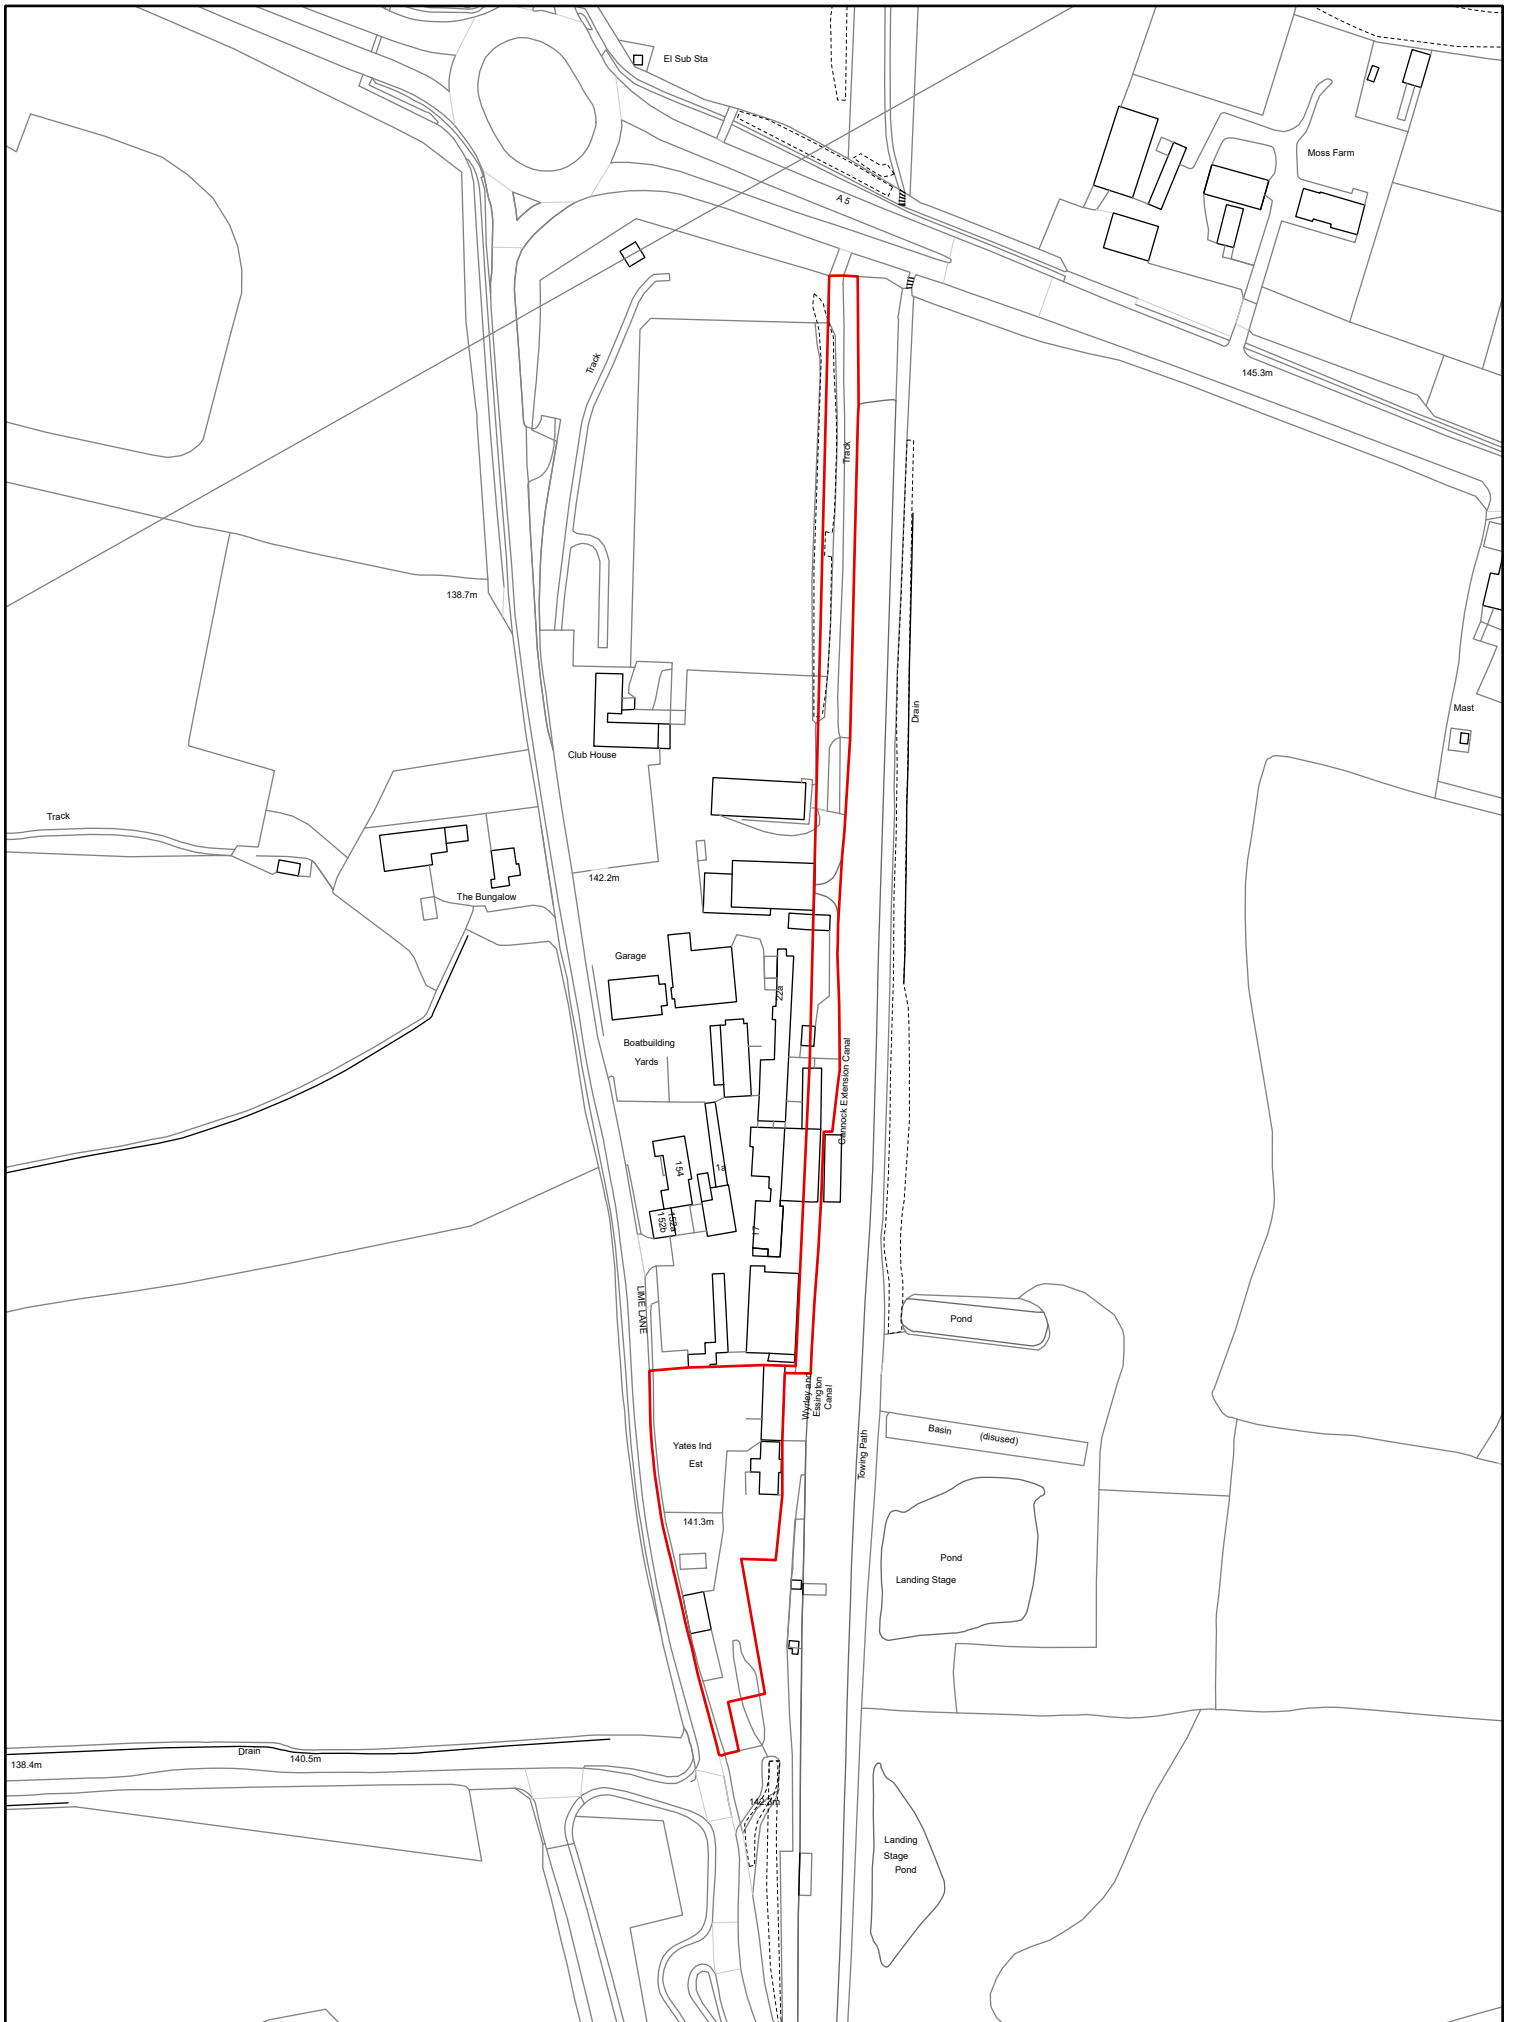 El Sub Sta
Moss Farm
A 5
Track
145.3m
Track
138.7m
Drain
Mast
Club House
Track
142.2m
The Bungalow
Garage
22a
Boatbuilding
Yards
Cannock Extension Canal
154
1a
152a
152b
17
LIME LANE
Pond
Wyrley and
Essington
Canal
Basin (disused)
Towing Path
Yates Ind
Est
141.3m
Pond
Landing Stage
Drain
140.5m
138.4m
Landing
Stage
Pond